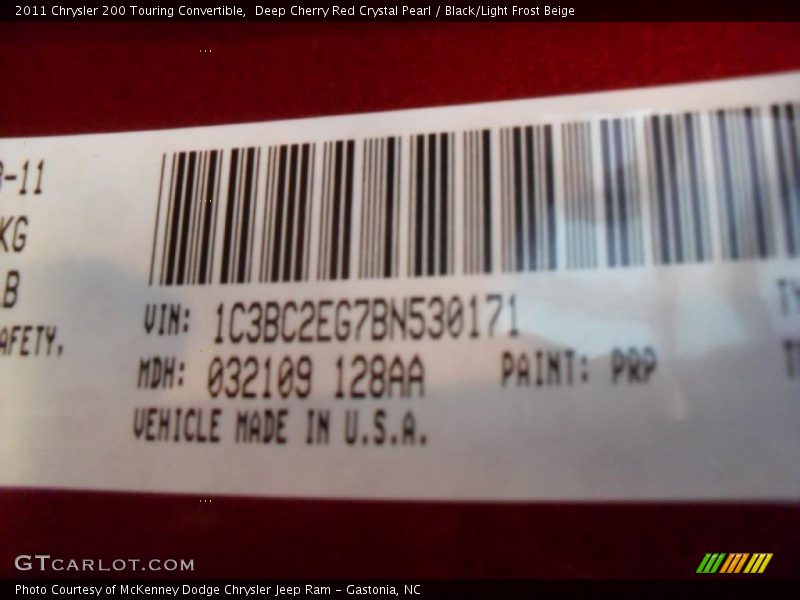 2011 Chrysler 200 Touring Convertible,  Deep Cherry Red Crystal Pearl / Black/Light Frost Beige
-11
KG
LB
AFETY,
VIN: 1C3BC2EG7BN530171
MDH: 032109 128AA PAINT: PRP
VEHICLE MADE IN U.S.A.
GTCARLOT.COM
Photo Courtesy of McKenney Dodge Chrysler Jeep Ram - Gastonia, NC